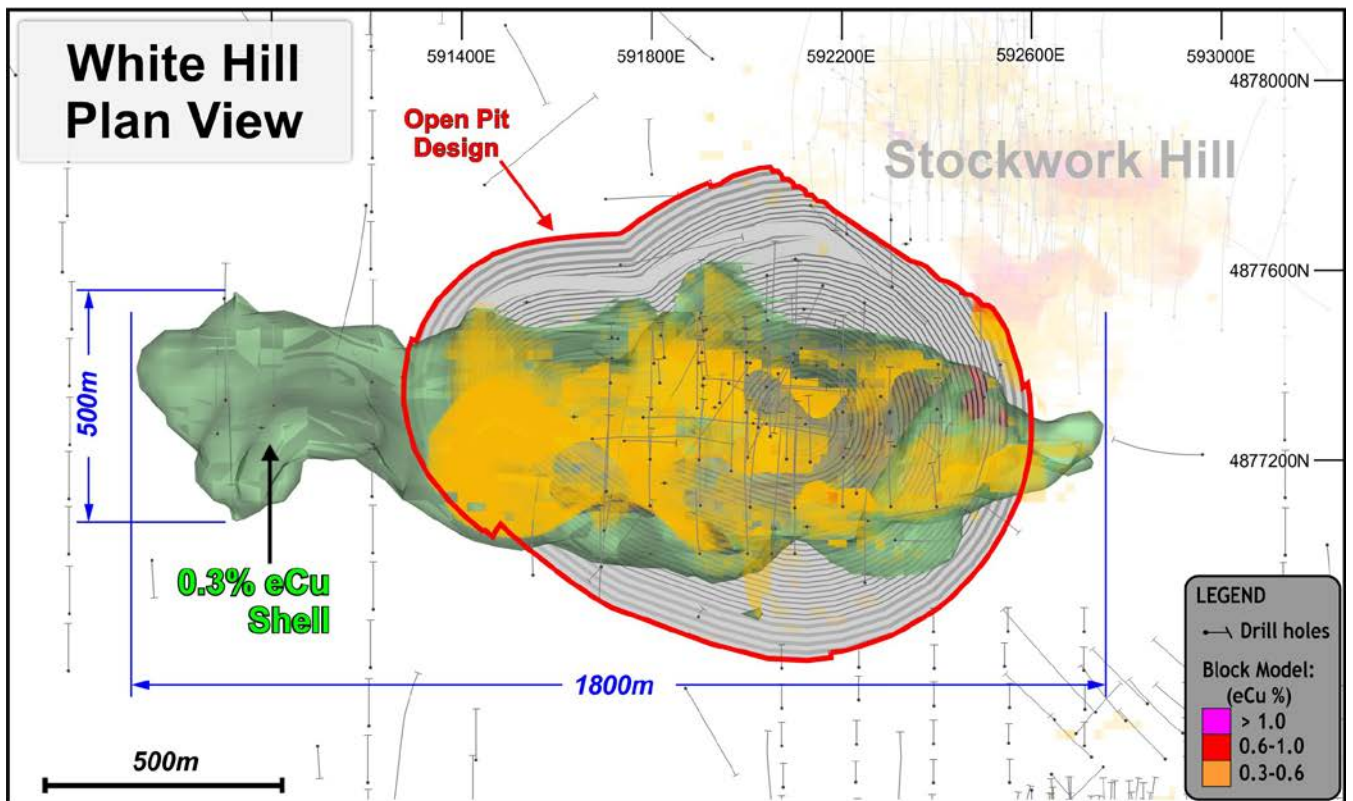 White Hill
Plan View
591400E
591800E
592200E
592600E
593000E
4878000N
Open Pit
Design
Stockwork Hill
4877600N
500m
4877200N
0.3% eCu
Shell
1800m
500m
LEGEND
Drill holes
Block Model:
(eCu %)
> 1.0
0.6-1.0
0.3-0.6